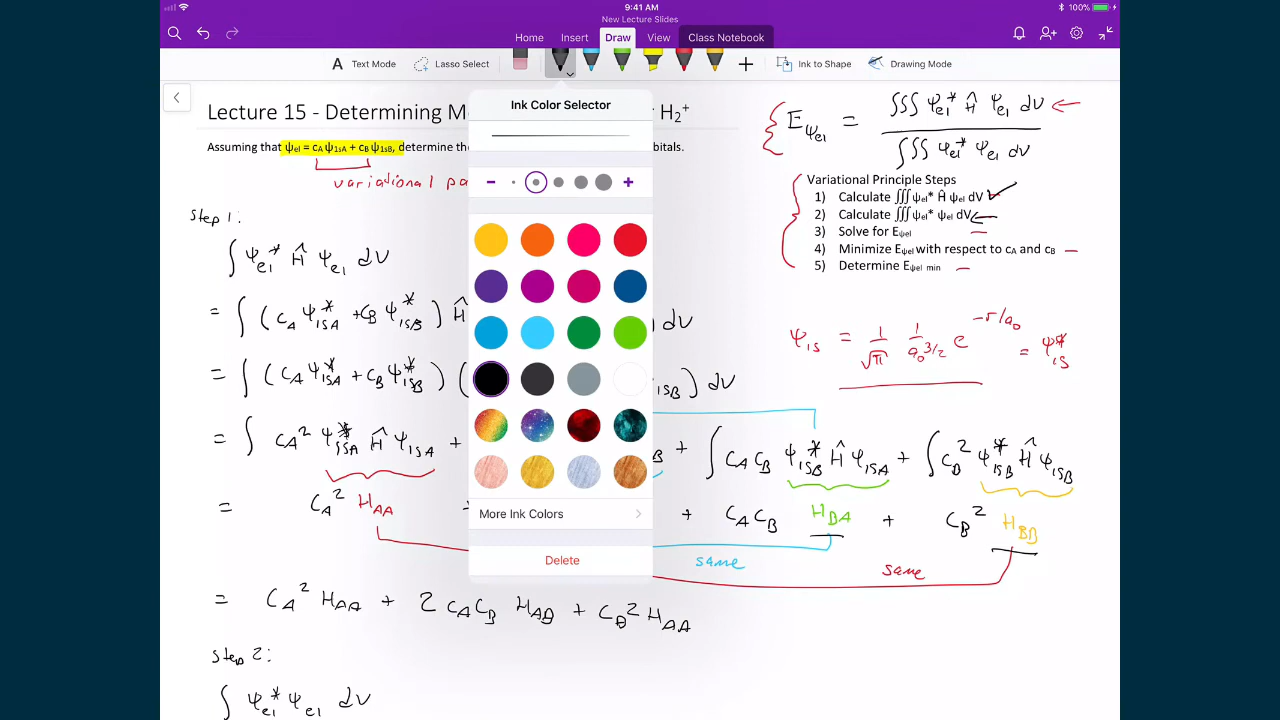 9:41 AM
100%
New Lecture Slides
Home Insert Draw View Class Notebook
A Text Mode Lasso Select Ink to Shape Drawing Mode
Ink Color Selector
More Ink Colors
Delete
Lecture 15 - Determining M H₂⁺
Assuming that ψel = cA ψ1sA + cB ψ1sB, determine the bitals.
variational pa
E ψel = ∫∫∫ ψel* Ĥ ψel dV / ∫∫∫ ψel* ψel dV
Variational Principle Steps
1) Calculate ∫∫∫ ψel* Ĥ ψel dV
2) Calculate ∫∫∫ ψel* ψel dV
3) Solve for Eψel
4) Minimize Eψel with respect to cA and cB
5) Determine Eψel min
ψ1s = 1/√π 1/a₀^3/2 e^-r/a₀ = ψ1s*
Step 1:
∫ ψel* Ĥ ψel dV
= ∫ (cA ψ1sA* + cB ψ1sB*) Ĥ dV
= ∫ (cA ψ1sA* + cB ψ1sB*) ( 1sB) dV
= ∫ cA² ψ1sA* Ĥ ψ1sA + B + ∫ cA cB ψ1sB* Ĥ ψ1sA + ∫ cB² ψ1sB* Ĥ ψ1sB
= cA² HAA + cA cB HBA + cB² HBB
same same
= cA² HAA + 2 cA cB HAB + cB² HAA
Step 2:
∫ ψel* ψel dV